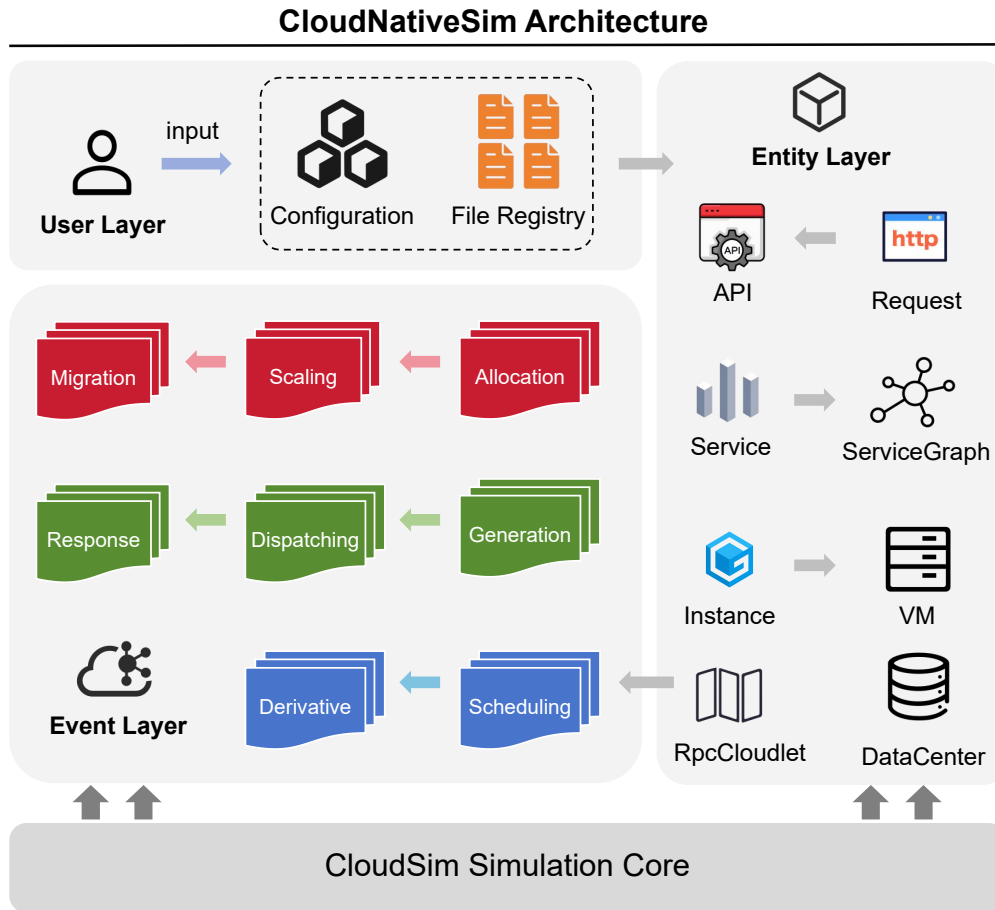 CloudNativeSim Architecture
input
User Layer
Configuration
File Registry
Entity Layer
API
http
API
Request
Service
ServiceGraph
Instance
VM
RpcCloudlet
DataCenter
Migration
Scaling
Allocation
Response
Dispatching
Generation
Event Layer
Derivative
Scheduling
CloudSim Simulation Core